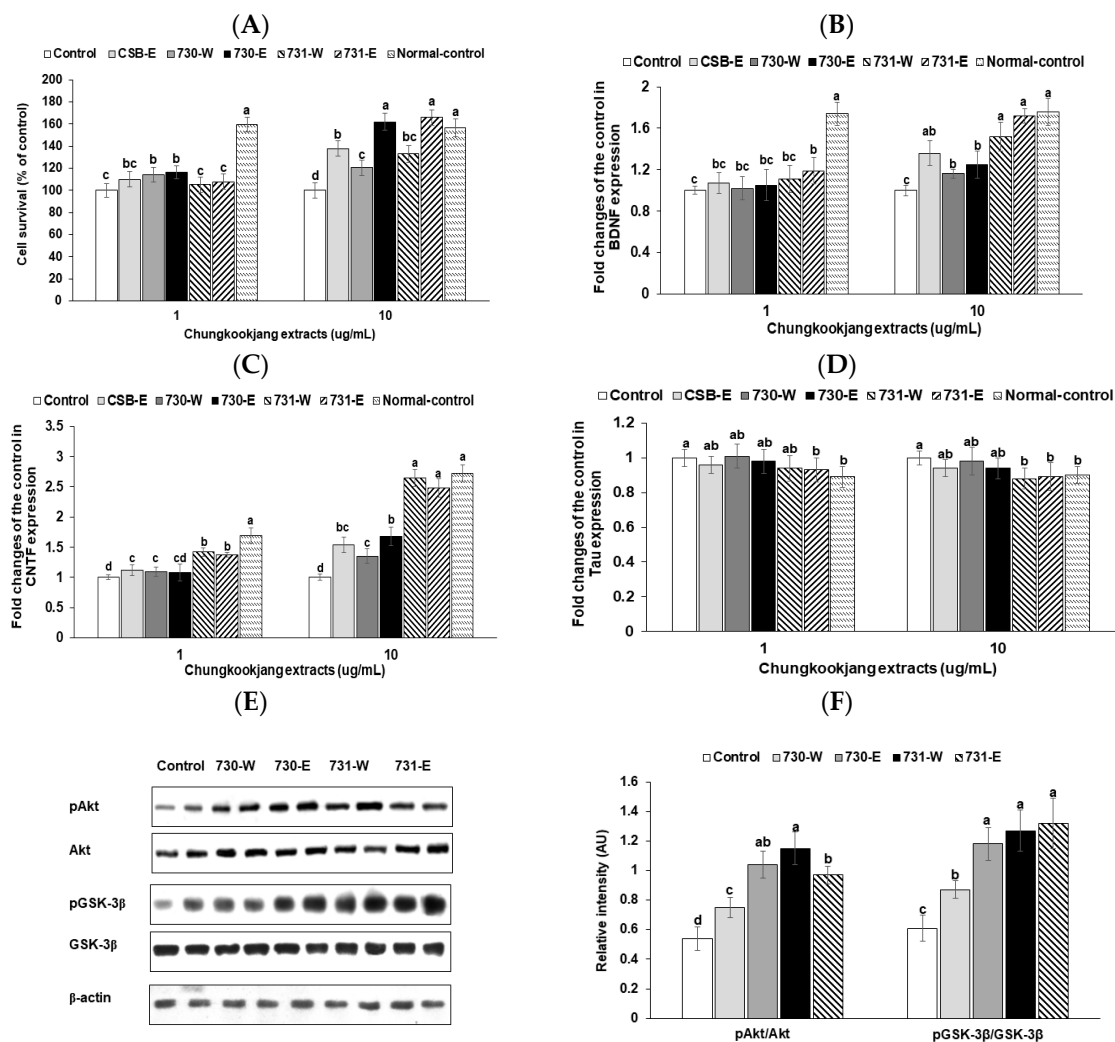 (A)
Control CSB-E 730-W 730-E 731-W 731-E Normal-control
Cell survival (% of control)
200
180
160
140
120
100
80
60
40
20
0
c bc b b c c a
d b c a bc a a
1 10
Chungkookjang extracts (ug/mL)
(B)
Control CSB-E 730-W 730-E 731-W 731-E Normal-control
Fold changes of the control in
BDNF expression
2
1.6
1.2
0.8
0.4
0
c bc bc bc bc b a
c ab b b a a a
1 10
Chungkookjang extracts (ug/mL)
(C)
Control CSB-E 730-W 730-E 731-W 731-E Normal-control
Fold changes of the control in
CNTF expression
3.5
3
2.5
2
1.5
1
0.5
0
d c c cd b b a
d bc c b a a a
1 10
Chungkookjang extracts (ug/mL)
(D)
Control CSB-E 730-W 730-E 731-W 731-E Normal-control
Fold changes of the control in
Tau expression
1.2
1
0.8
0.6
0.4
0.2
0
a ab ab ab ab b b
a ab ab ab b b b
1 10
Chungkookjang extracts (ug/mL)
(E)
Control 730-W 730-E 731-W 731-E
pAkt
Akt
pGSK-3β
GSK-3β
β-actin
(F)
Control 730-W 730-E 731-W 731-E
Relative intensity (AU)
1.6
1.4
1.2
1
0.8
0.6
0.4
0.2
0
d c ab a b
c b a a a
pAkt/Akt pGSK-3β/GSK-3β